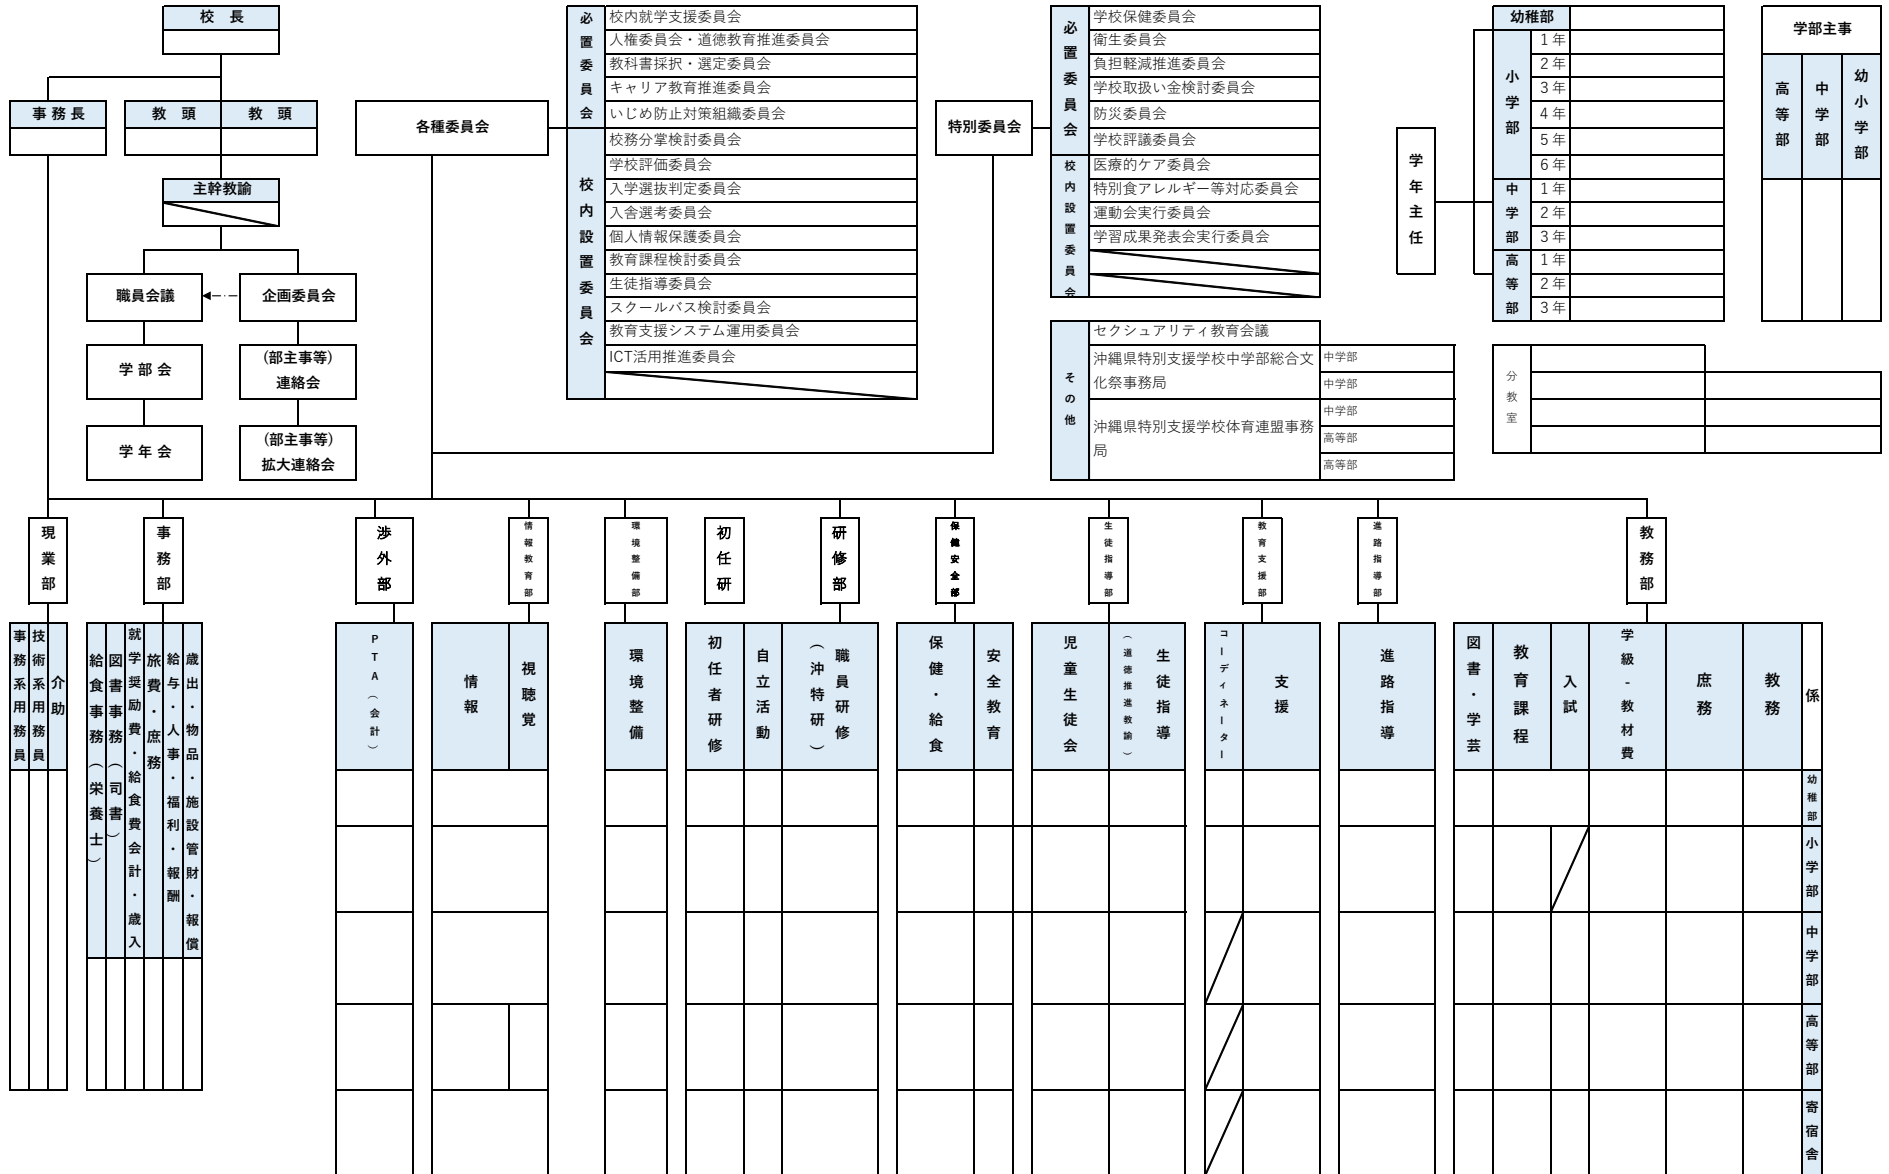 校　長
事 務 長
教　頭
教　頭
主幹教諭
職員会議
企画委員会
学 部 会
（部主事等）
連絡会
学 年 会
（部主事等）
拡大連絡会
各種委員会
必置委員会
校内就学支援委員会
人権委員会・道徳教育推進委員会
教科書採択・選定委員会
キャリア教育推進委員会
いじめ防止対策組織委員会
校内設置委員会
校務分掌検討委員会
学校評価委員会
入学選抜判定委員会
入舎選考委員会
個人情報保護委員会
教育課程検討委員会
生徒指導委員会
スクールバス検討委員会
教育支援システム運用委員会
ICT活用推進委員会
特別委員会
必置委員会
学校保健委員会
衛生委員会
負担軽減推進委員会
学校取扱い金検討委員会
防災委員会
学校評議委員会
校内設置委員会
医療的ケア委員会
特別食アレルギー等対応委員会
運動会実行委員会
学習成果発表会実行委員会
その他
セクシュアリティ教育会議
沖縄県特別支援学校中学部総合文
化祭事務局
中学部
中学部
沖縄県特別支援学校体育連盟事務
局
中学部
高等部
高等部
学年主任
幼稚部
小学部
1 年
2 年
3 年
4 年
5 年
6 年
中学部
1 年
2 年
3 年
高等部
1 年
2 年
3 年
学部主事
高等部
中学部
幼小学部
分教室
現業部
事務部
渉外部
情報教育部
環境整備部
初任研
研修部
保健安全部
生徒指導部
教育支援部
進路指導部
教務部
事務系用務員
技術系用務員
介助
給食事務（栄養士）
図書事務（司書）
就学奨励費・給食費会計・歳入
旅費・庶務
給与・人事・福利・報酬
歳出・物品・施設管財・報償
PTA（会計）
情報
視聴覚
環境整備
初任者研修
自立活動
職員研修
（沖特研）
保健・給食
安全教育
児童生徒会
生徒指導
（道徳推進教諭）
コーディネーター
支援
進路指導
図書・学芸
教育課程
入試
学級-教材費
庶務
教務
係
幼稚部
小学部
中学部
高等部
寄宿舎